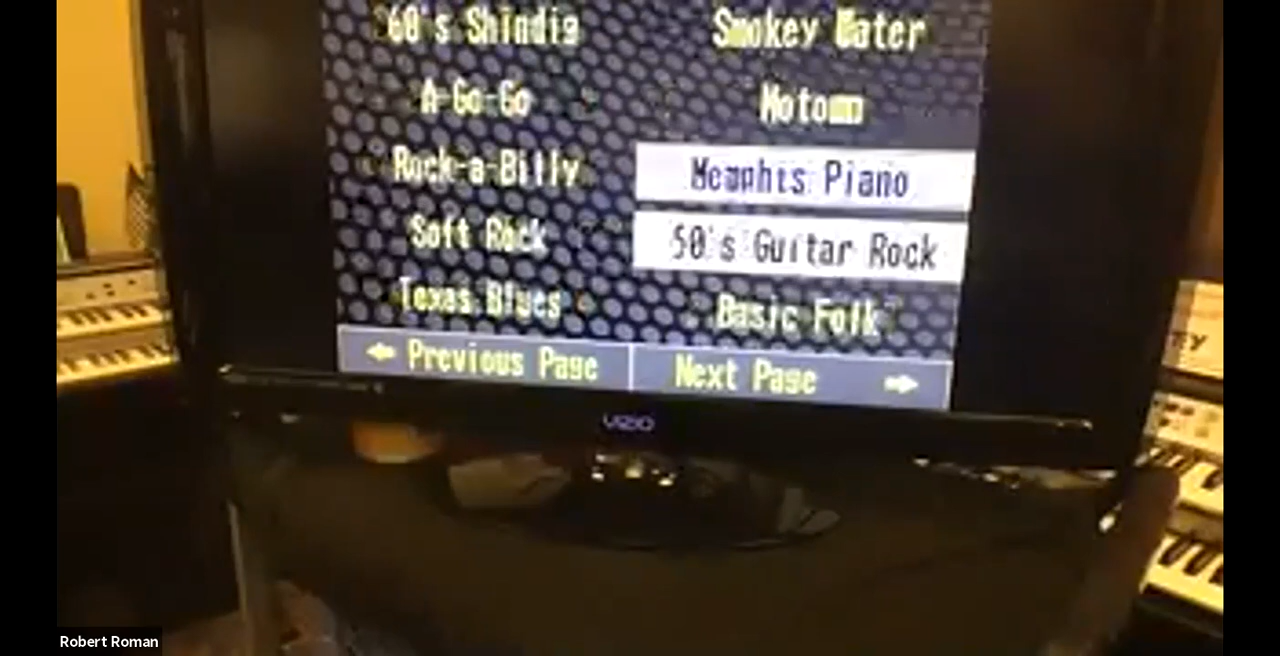 60's Shindig
Smokey Water
A-Go-Go
Motown
Rock-a-Billy
Memphis Piano
Soft Rock
50's Guitar Rock
Texas Blues
Basic Folk
Previous Page
Next Page
VIZIO
Robert Roman